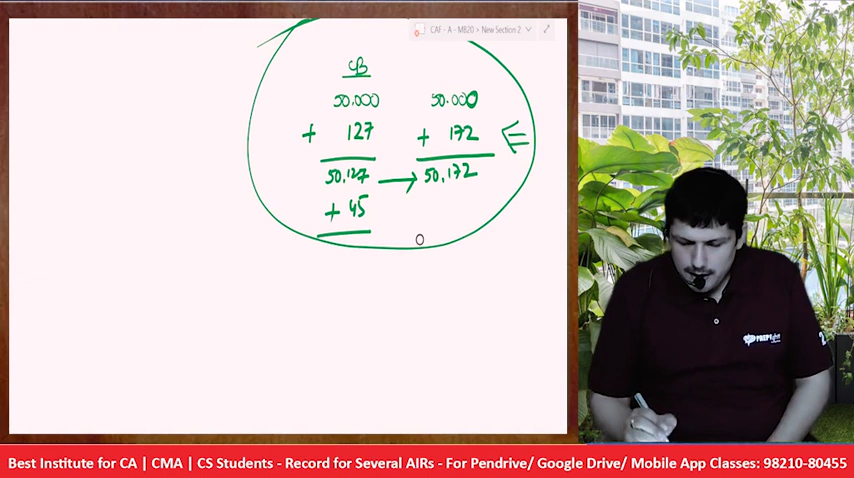 CAF - A - MB20 > New Section 2
CB
50.000 50.000
+ 127 + 172
50,127 → 50,172
+ 45
Best Institute for CA | CMA | CS Students - Record for Several AIRs - For Pendrive/ Google Drive/ Mobile App Classes: 98210-80455